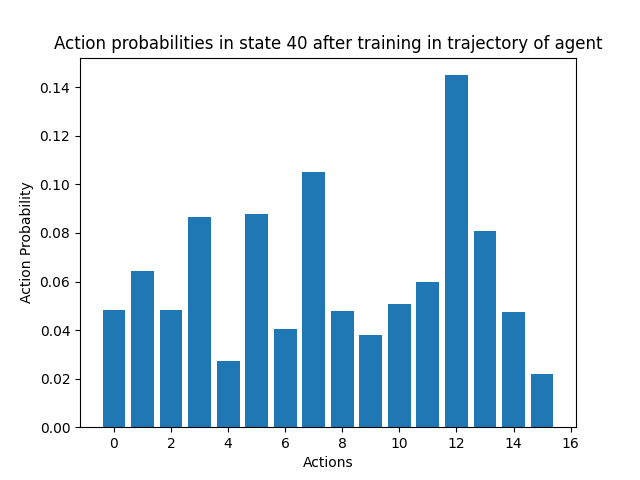 Action probabilities in state 40 after training in trajectory of agent
0.14
0.12
0.10
0.08
0.06
0.04
0.02
0.00
Action Probability
0 2 4 6 8 10 12 14 16
Actions